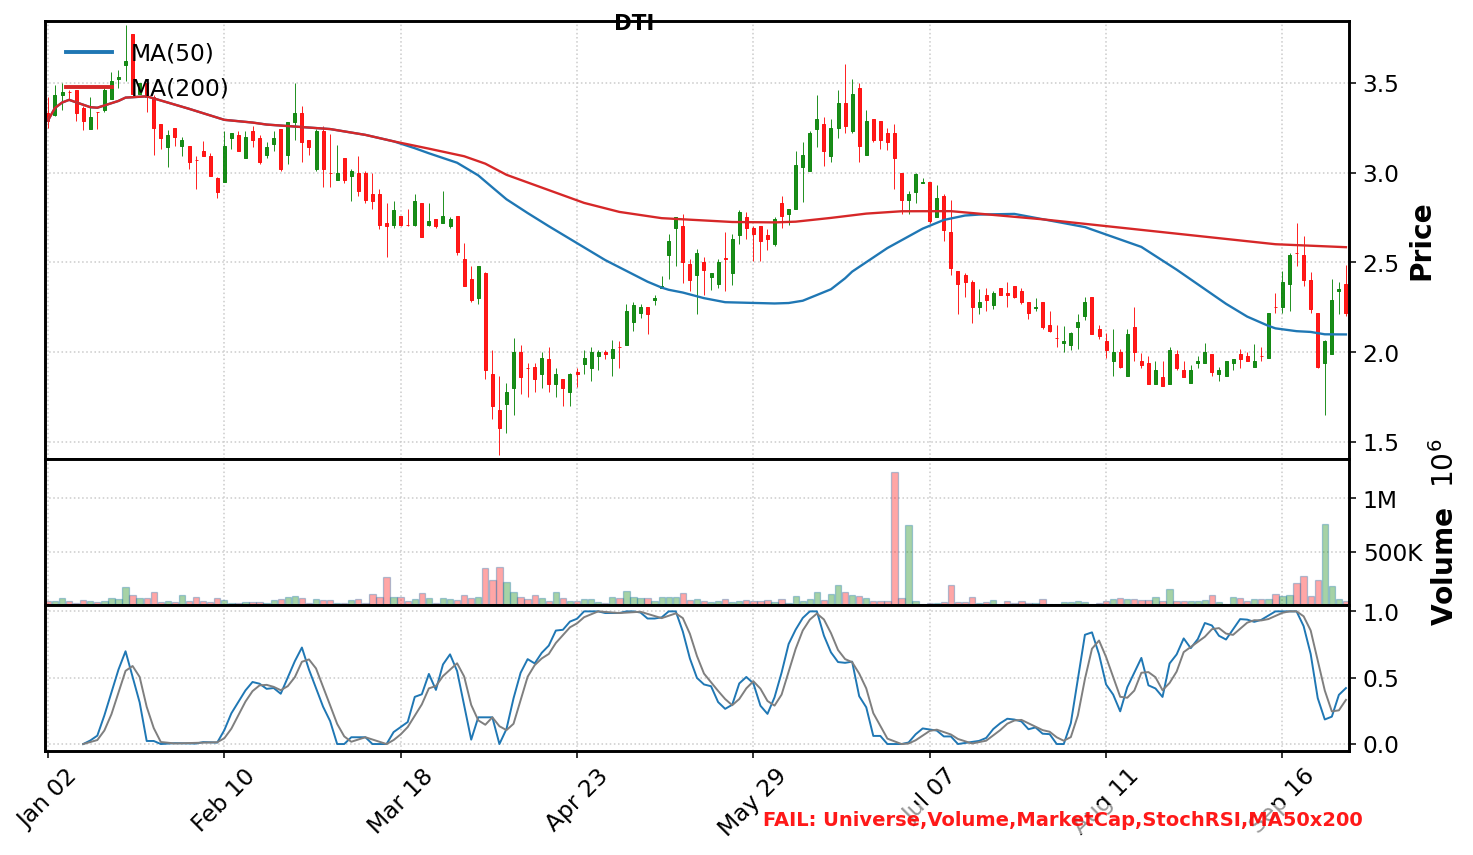 DTI
MA(50)
MA(200)
3.5
3.0
2.5
2.0
1.5
Price
1M
500K
Volume 10^6
1.0
0.5
0.0
Jan 02
Feb 10
Mar 18
Apr 23
May 29
Jul 07
Aug 11
Sep 16
FAIL: Universe,Volume,MarketCap,StochRSI,MA50x200